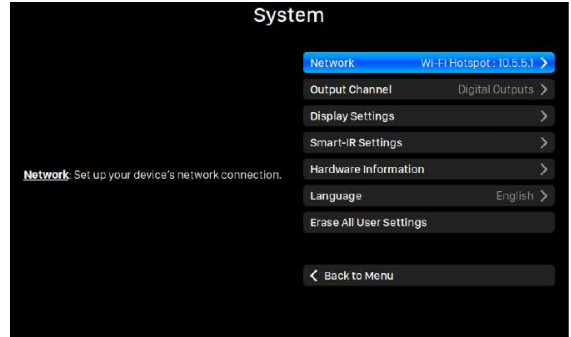 System
Network Wi-Fi Hotspot : 10.5.5.1 >
Output Channel Digital Outputs >
Display Settings >
Smart-IR Settings >
Network: Set up your device's network connection.
Hardware Information >
Language English >
Erase All User Settings
< Back to Menu